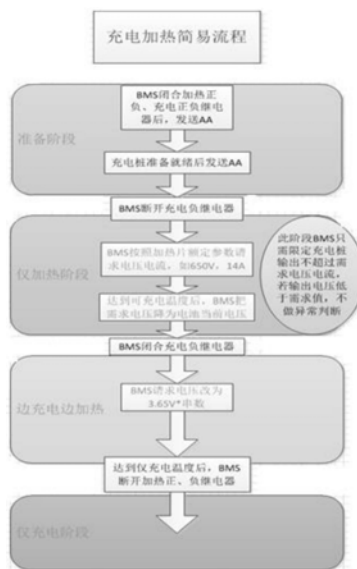 充电加热简易流程
BMS闭合加热正
负、充电正负继电
器后，发送AA
准备阶段
充电桩准备就绪后发送AA
BMS断开充电负继电器
BMS按照加热片额定参数请
求电压电流，如650V，14A
仅加热阶段
达到可充电温度后，BMS把
需求电压降为电池当前电压
此阶段BMS只
需限定充电桩
输出不超过需
求电压电流，
若输出电压低
于需求值，不
做异常判断
BMS闭合充电负继电器
边充电边加热
BMS请求电压改为
3.65V*串数
达到仅充电温度后，BMS
断开加热正、负继电器
仅充电阶段